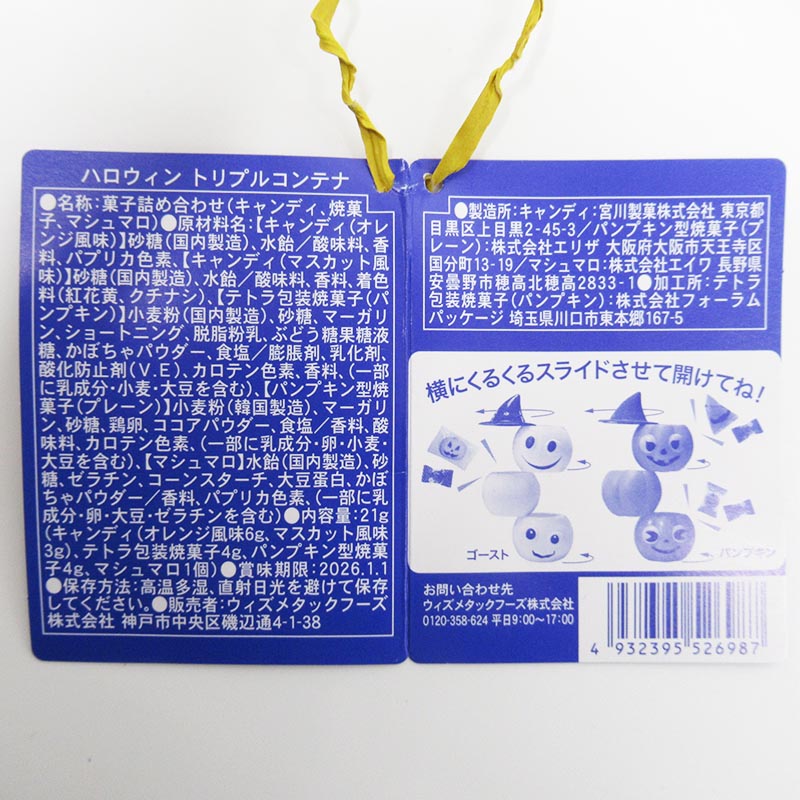 ハロウィン トリプルコンテナ
●名称:菓子詰め合わせ(キャンディ、焼菓
子、マシュマロ)●原材料名:【キャンディ(オレ
ンジ風味)】砂糖(国内製造)、水飴／酸味料、香
料、パプリカ色素、【キャンディ(マスカット風
味)】砂糖(国内製造)、水飴／酸味料、香料、着色
料(紅花黄、クチナシ)、【テトラ包装焼菓子(パ
ンプキン)】小麦粉(国内製造)、砂糖、マーガリ
ン、ショートニング、脱脂粉乳、ぶどう糖果糖液
糖、かぼちゃパウダー、食塩／膨脹剤、乳化剤、
酸化防止剤(V.E)、カロテン色素、香料、(一部
に乳成分・小麦・大豆を含む)、【パンプキン型焼
菓子(プレーン)】小麦粉(韓国製造)、マーガリ
ン、砂糖、鶏卵、ココアパウダー、食塩／香料、酸
味料、カロテン色素、(一部に乳成分・卵・小麦・
大豆を含む)、【マシュマロ】水飴(国内製造)、砂
糖、ゼラチン、コーンスターチ、大豆蛋白、かぼ
ちゃパウダー／香料、パプリカ色素、(一部に乳
成分・卵・大豆・ゼラチンを含む)●内容量:21g
(キャンディ(オレンジ風味6g、マスカット風味
3g)、テトラ包装焼菓子4g、パンプキン型焼菓
子4g、マシュマロ1個)●賞味期限:2026.1.1
●保存方法:高温多湿、直射日光を避けて保存
してください。●販売者:ウィズメタックフーズ
株式会社 神戸市中央区磯辺通4-1-38
●製造所:キャンディ:宮川製菓株式会社 東京都
目黒区上目黒2-45-3／パンプキン型焼菓子(プ
レーン):株式会社エリザ 大阪府大阪市天王寺区
国分町13-19／マシュマロ:株式会社エイワ 長野県
安曇野市穂高北穂高2833-1●加工所:テトラ
包装焼菓子(パンプキン):株式会社フォーラム
パッケージ 埼玉県川口市東本郷167-5
横にくるくるスライドさせて開けてね!
ゴースト
パンプキン
お問い合わせ先
ウィズメタックフーズ株式会社
0120-358-624 平日9:00〜17:00
4 932395 526987